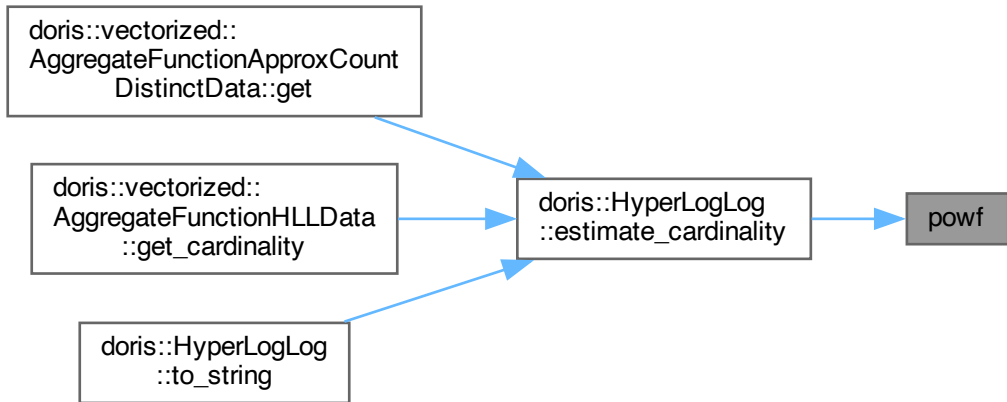 doris::vectorized::
AggregateFunctionApproxCount
DistinctData::get
doris::vectorized::
AggregateFunctionHLLData
::get_cardinality
doris::HyperLogLog
::to_string
doris::HyperLogLog
::estimate_cardinality
powf